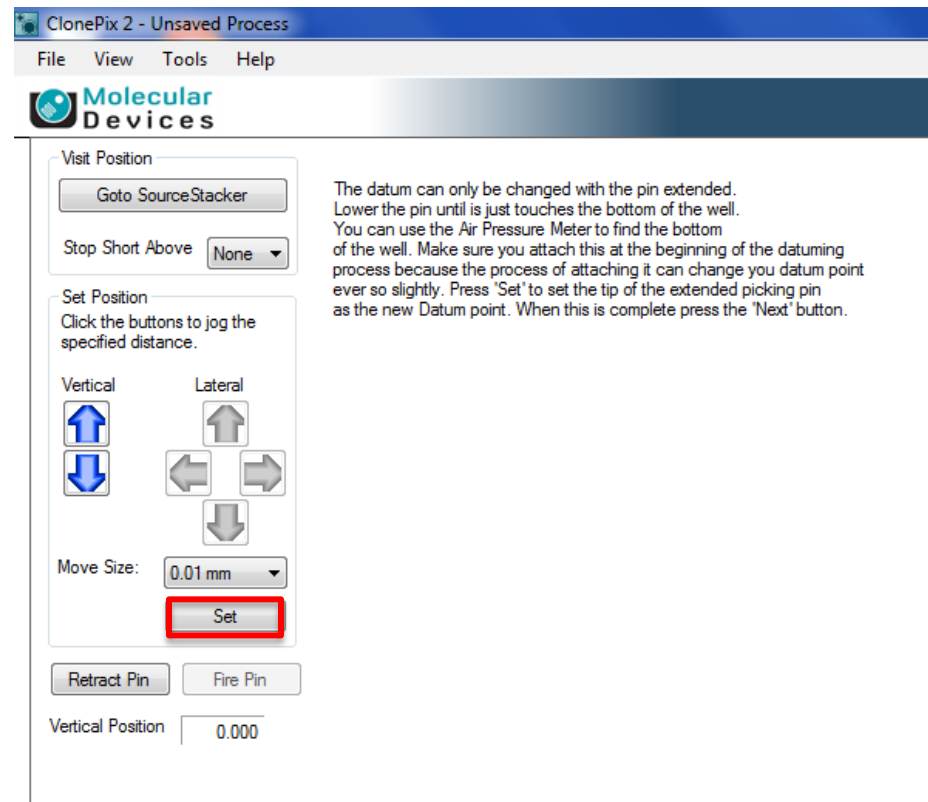 ClonePix 2 - Unsaved Process
File View Tools Help
Molecular
Devices
Visit Position
Goto SourceStacker
Stop Short Above None
Set Position
Click the buttons to jog the
specified distance.
Vertical Lateral
Move Size: 0.01 mm
Set
Retract Pin Fire Pin
Vertical Position 0.000
The datum can only be changed with the pin extended.
Lower the pin until is just touches the bottom of the well.
You can use the Air Pressure Meter to find the bottom
of the well. Make sure you attach this at the beginning of the datuming
process because the process of attaching it can change you datum point
ever so slightly. Press 'Set' to set the tip of the extended picking pin
as the new Datum point. When this is complete press the 'Next' button.